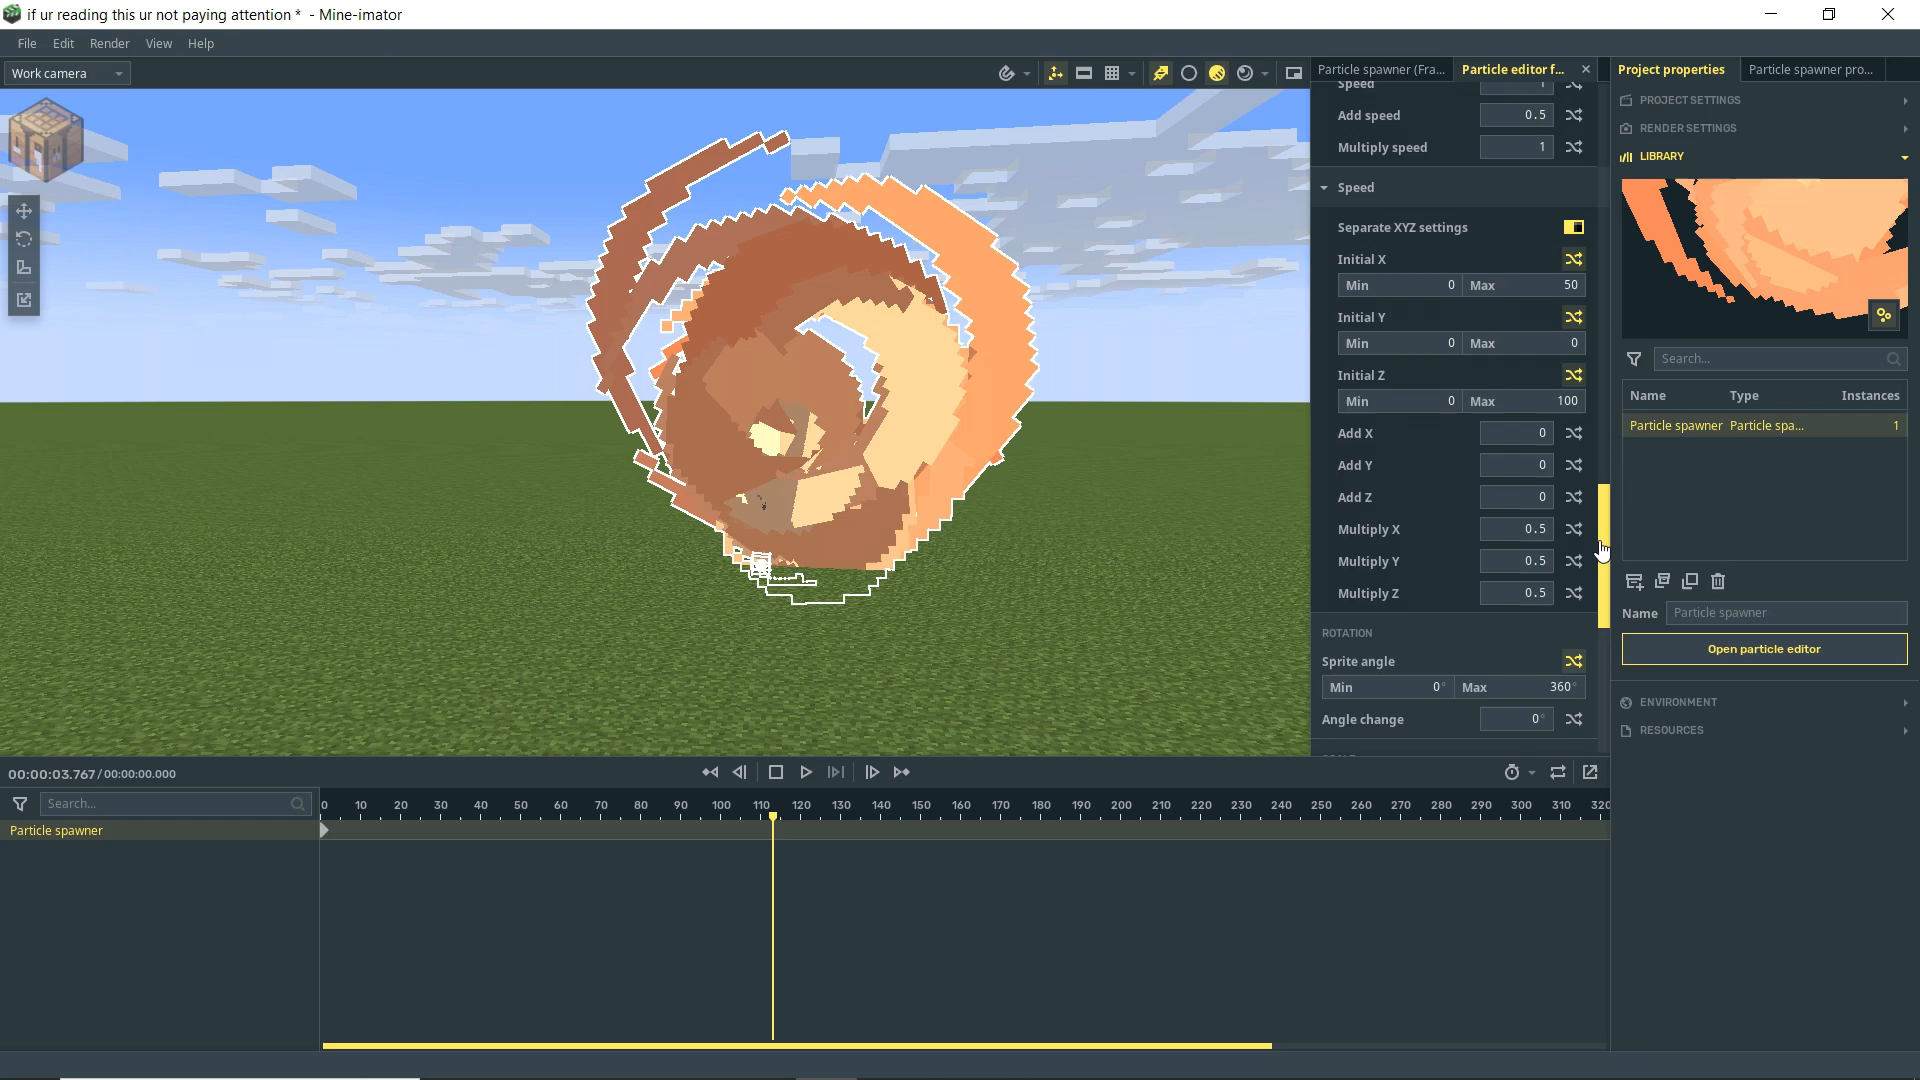 if ur reading this ur not paying attention * - Mine-imator
File Edit Render View Help
Work camera
Particle spawner (Fra...
Particle editor f...
Speed 1
Add speed 0.5
Multiply speed 1
Speed
Separate XYZ settings
Initial X
Min 0 Max 50
Initial Y
Min 0 Max 0
Initial Z
Min 0 Max 100
Add X 0
Add Y 0
Add Z 0
Multiply X 0.5
Multiply Y 0.5
Multiply Z 0.5
ROTATION
Sprite angle
Min 0° Max 360°
Angle change 0°
Project properties
Particle spawner pro...
PROJECT SETTINGS
RENDER SETTINGS
LIBRARY
Search...
Name Type Instances
Particle spawner Particle spa... 1
Name Particle spawner
Open particle editor
ENVIRONMENT
RESOURCES
00:00:03.767/00:00:00.000
Search...
0 10 20 30 40 50 60 70 80 90 100 110 120 130 140 150 160 170 180 190 200 210 220 230 240 250 260 270 280 290 300 310 320
Particle spawner